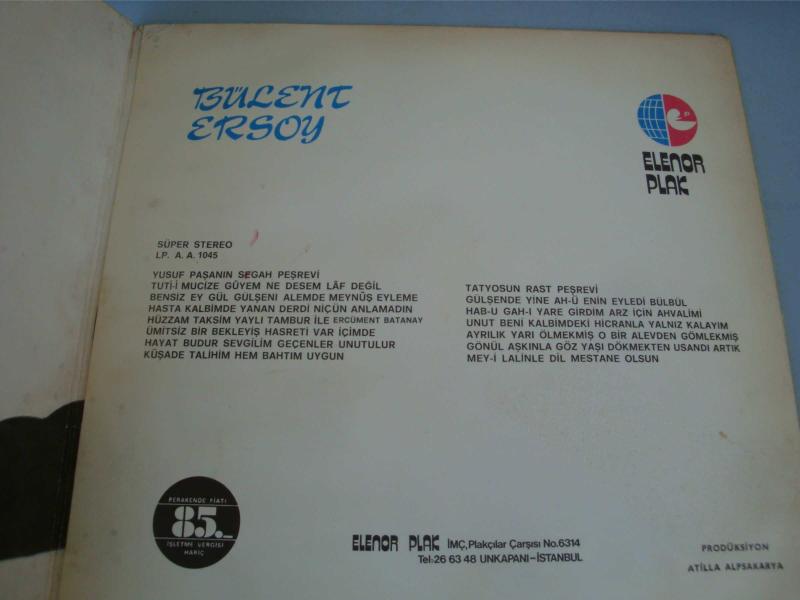 BÜLENT
ERSOY
ELENOR
PLAK
SÜPER STEREO
LP. A. A. 1045
YUSUF PAŞANIN SEGAH PEŞREVİ
TUTİ-İ MUCİZE GÜYEM NE DESEM LÂF DEĞİL
BENSİZ EY GÜL GÜLŞENİ ALEMDE MEYNÛŞ EYLEME
HASTA KALBİMDE YANAN DERDİ NİÇÜN ANLAMADIN
HÜZZAM TAKSİM YAYLI TAMBUR İLE ERCÜMENT BATANAY
ÜMİTSİZ BİR BEKLEYİŞ HASRETİ VAR İÇİMDE
HAYAT BUDUR SEVGİLİM GEÇENLER UNUTULUR
KÜŞADE TALİHİM HEM BAHTIM UYGUN
TATYOSUN RAST PEŞREVİ
GÜLŞENDE YİNE AH-Ü ENİN EYLEDİ BÜLBÜL
HAB-U GAH-I YARE GİRDİM ARZ İÇİN AHVALİMİ
UNUT BENİ KALBİMDEKİ HİCRANLA YALNIZ KALAYIM
AYRILIK YARI ÖLMEKMİŞ O BİR ALEVDEN GÖMLEKMİŞ
GÖNÜL AŞKINLA GÖZ YAŞI DÖKMEKTEN USANDI ARTIK
MEY-İ LALİNLE DİL MESTANE OLSUN
PERAKENDE FİATI
85.-
İŞLETME VERGİSİ
HARİÇ
ELENOR PLAK İMÇ,Plakçılar Çarşısı No.6314
Tel:26 63 48 UNKAPANI-İSTANBUL
PRODÜKSİYON
ATİLLA ALPSAKARYA